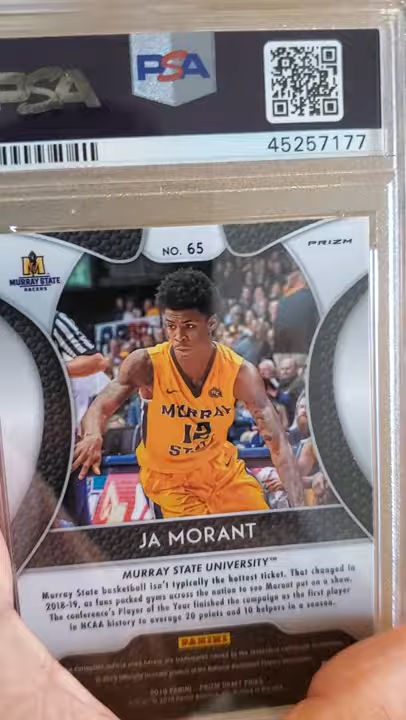 PSA
PSA
45257177
NO. 65
PRIZM
MURRAY STATE
RACERS
MURRAY
12
STATE
JA MORANT
MURRAY STATE UNIVERSITY™
Murray State basketball isn't typically the hottest ticket. That changed in
2018-19, as fans packed gyms across the nation to see Morant put on a show.
The conference's Player of the Year finished the campaign as the first player
in NCAA history to average 20 points and 10 helpers in a season.
PANINI
2019 PANINI - PRIZM DRAFT PICKS